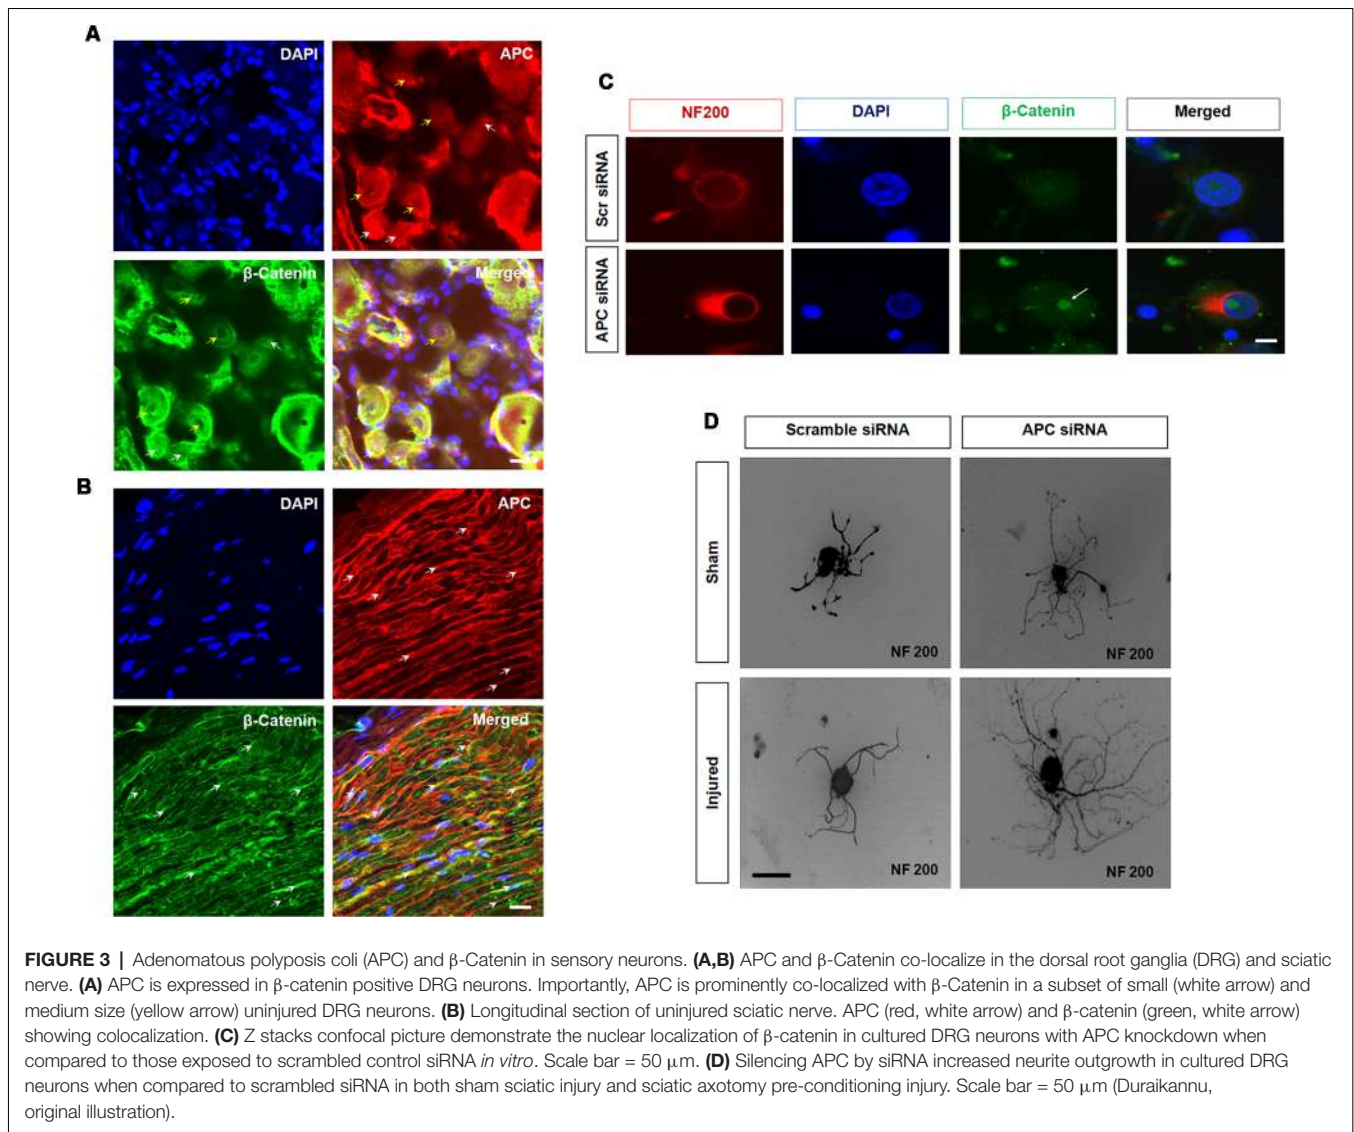 A
DAPI
APC
β-Catenin
Merged
B
DAPI
APC
β-Catenin
Merged
C
NF200
DAPI
β-Catenin
Merged
Scr siRNA
APC siRNA
D
Scramble siRNA
APC siRNA
Sham
NF 200
NF 200
Injured
NF 200
NF 200
FIGURE 3 | Adenomatous polyposis coli (APC) and β-Catenin in sensory neurons. (A,B) APC and β-Catenin co-localize in the dorsal root ganglia (DRG) and sciatic
nerve. (A) APC is expressed in β-catenin positive DRG neurons. Importantly, APC is prominently co-localized with β-Catenin in a subset of small (white arrow) and
medium size (yellow arrow) uninjured DRG neurons. (B) Longitudinal section of uninjured sciatic nerve. APC (red, white arrow) and β-catenin (green, white arrow)
showing colocalization. (C) Z stacks confocal picture demonstrate the nuclear localization of β-catenin in cultured DRG neurons with APC knockdown when
compared to those exposed to scrambled control siRNA in vitro. Scale bar = 50 μm. (D) Silencing APC by siRNA increased neurite outgrowth in cultured DRG
neurons when compared to scrambled siRNA in both sham sciatic injury and sciatic axotomy pre-conditioning injury. Scale bar = 50 μm (Duraikannu,
original illustration).